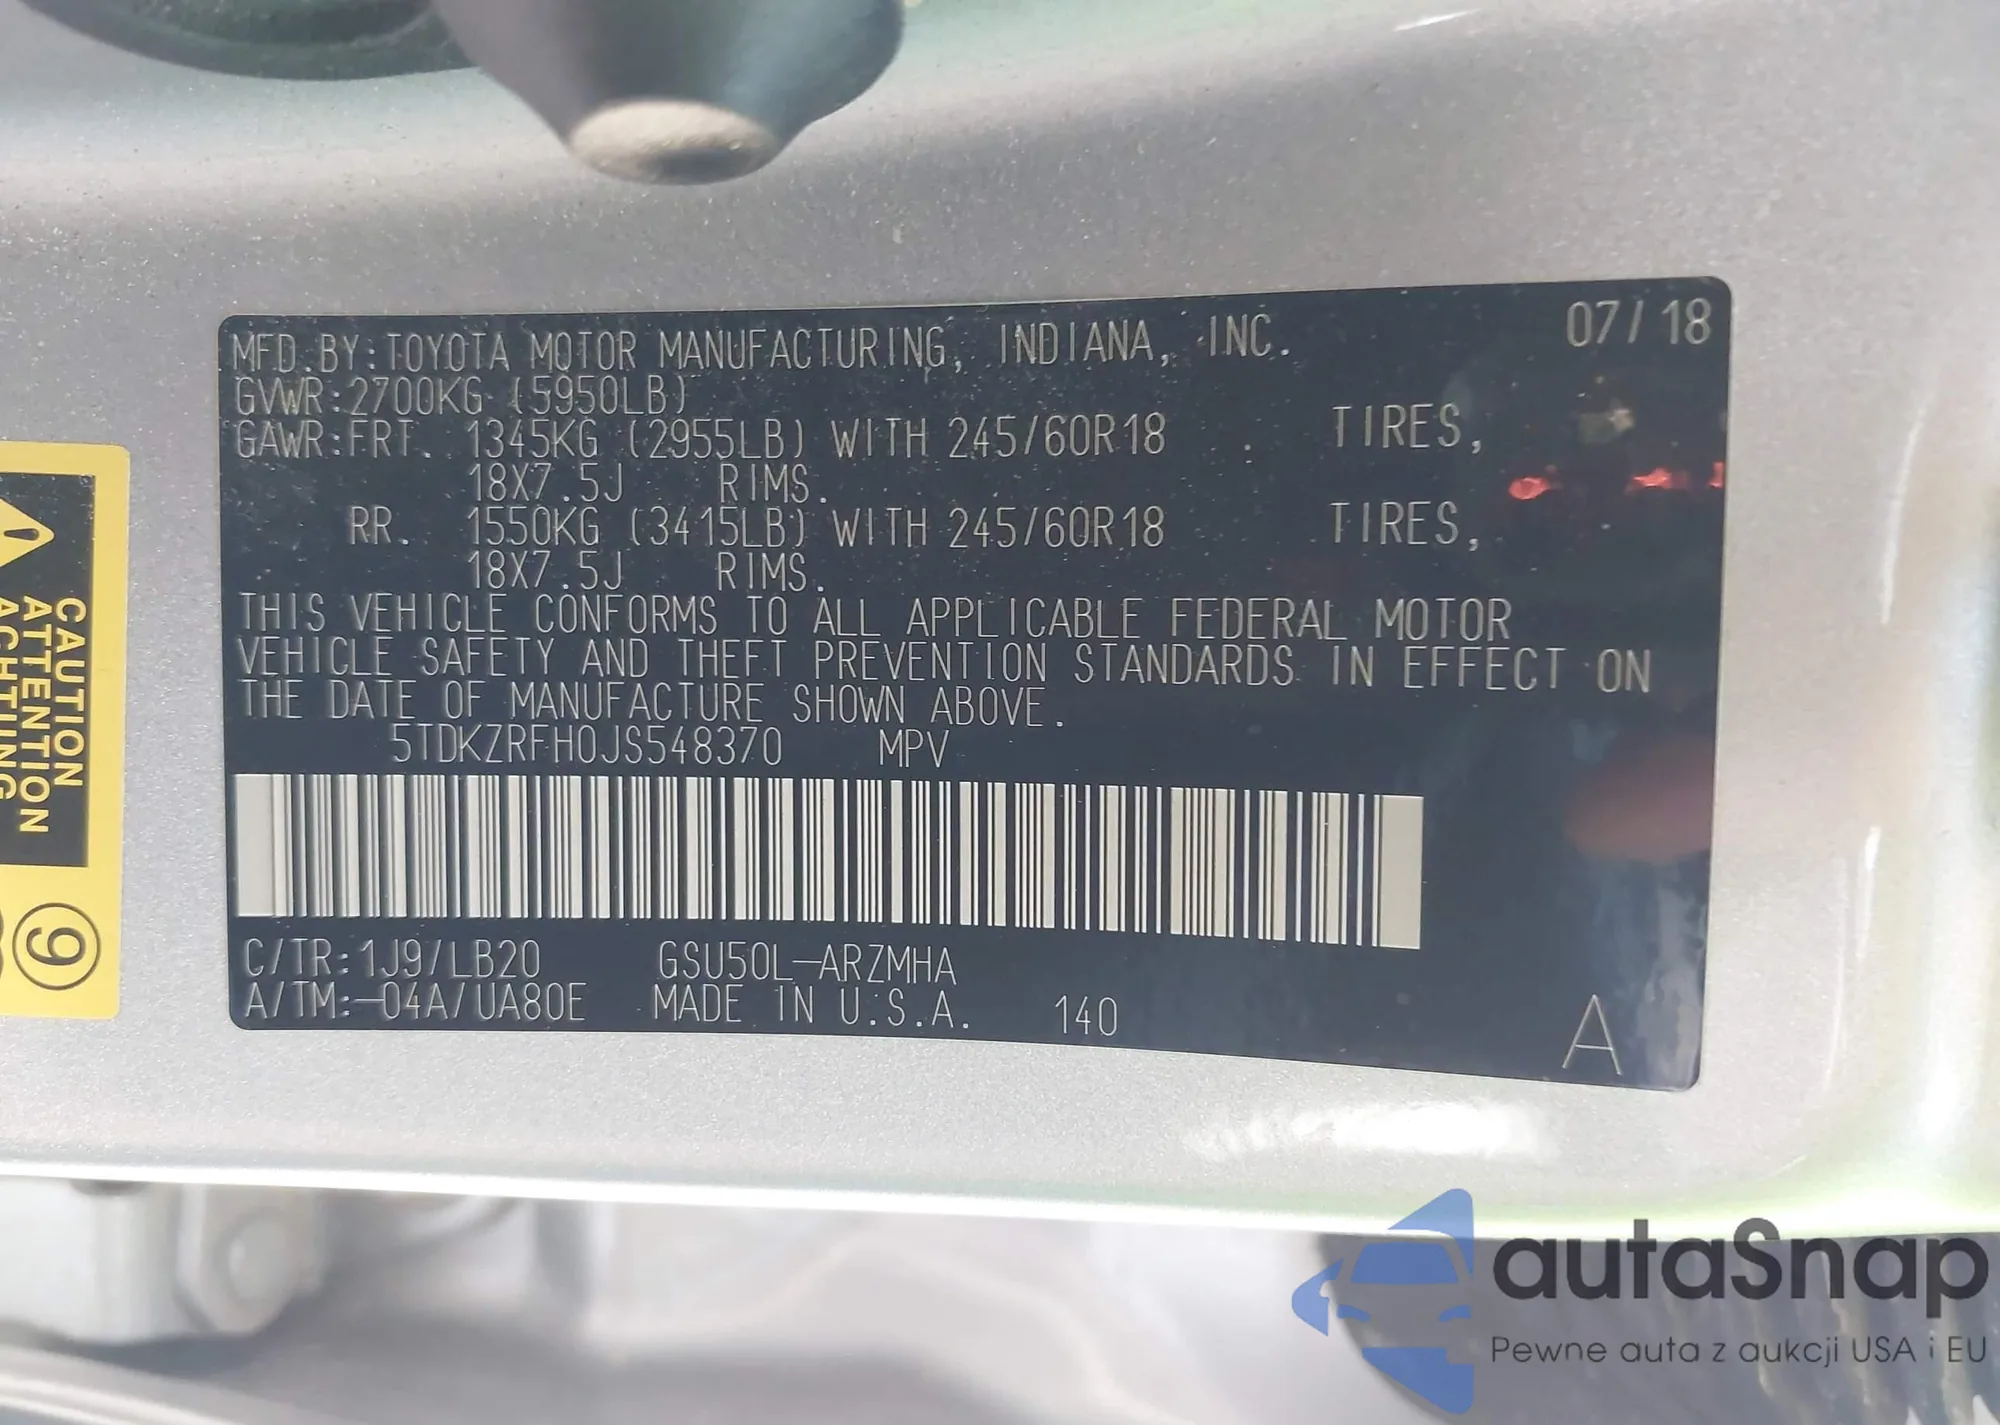 MFD.BY:TOYOTA MOTOR MANUFACTURING, INDIANA, INC. 07/18
GVWR:2700KG (5950LB)
GAWR:FRT. 1345KG (2955LB) WITH 245/60R18 TIRES,
18X7.5J RIMS.
RR. 1550KG (3415LB) WITH 245/60R18 TIRES,
18X7.5J RIMS.
THIS VEHICLE CONFORMS TO ALL APPLICABLE FEDERAL MOTOR
VEHICLE SAFETY AND THEFT PREVENTION STANDARDS IN EFFECT ON
THE DATE OF MANUFACTURE SHOWN ABOVE.
5TDKZRFH0JS548370 MPV
C/TR:1J9/LB20 GSU50L-ARZMHA
A/TM:-04A/UA80E MADE IN U.S.A. 140
A
CAUTION
ATTENTION
ACHTUNG
9
autaSnap
Pewne auta z aukcji USA i EU